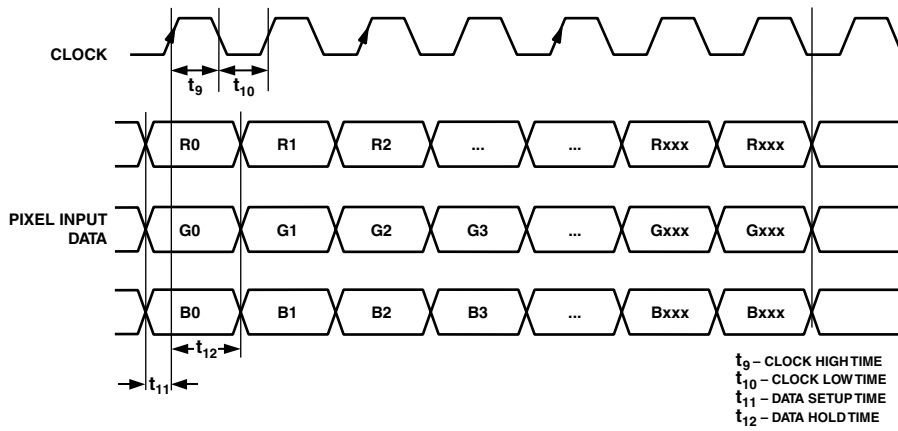 CLOCK
t9 t10
R0 R1 R2 ... ... Rxxx Rxxx
PIXEL INPUT
DATA
G0 G1 G2 G3 ... Gxxx Gxxx
B0 B1 B2 B3 ... Bxxx Bxxx
t12
t11
t9 – CLOCK HIGH TIME
t10 – CLOCK LOW TIME
t11 – DATA SETUP TIME
t12 – DATA HOLD TIME